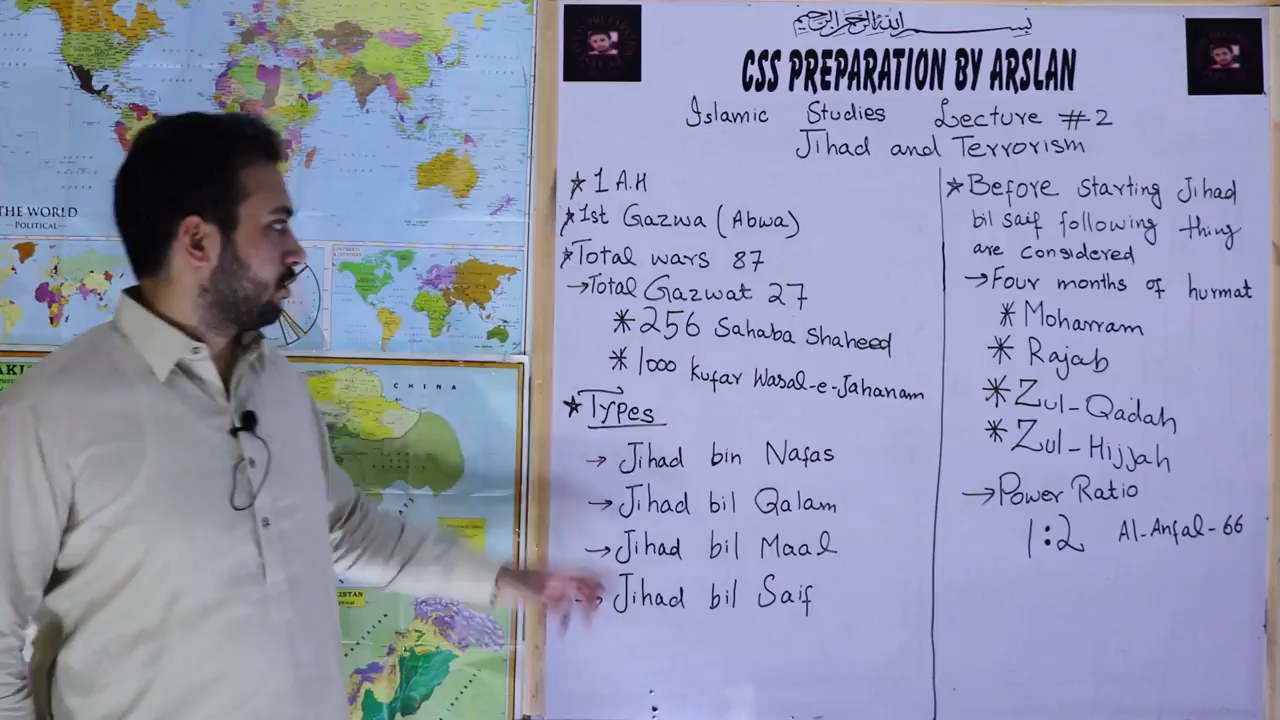 THE WORLD
POLITICAL
CHINA
بسم الله الرحمن الرحيم
CSS PREPARATION BY ARSLAN
Islamic Studies Lecture #2
Jihad and Terrorism
★ 1 A.H
★ 1st Gazwa (Abwa)
★ Total wars 87
→ Total Gazwat 27
* 256 Sahaba Shaheed
* 1000 kufar Wasal-e-Jahanam
★ Types
→ Jihad bin Nafas
→ Jihad bil Qalam
→ Jihad bil Maal
→ Jihad bil Saif
★ Before starting Jihad
bil saif following thing
are considered
→ Four months of hurmat
* Moharram
* Rajab
* Zul-Qadah
* Zul-Hijjah
→ Power Ratio
1:2 Al-Anfal-66